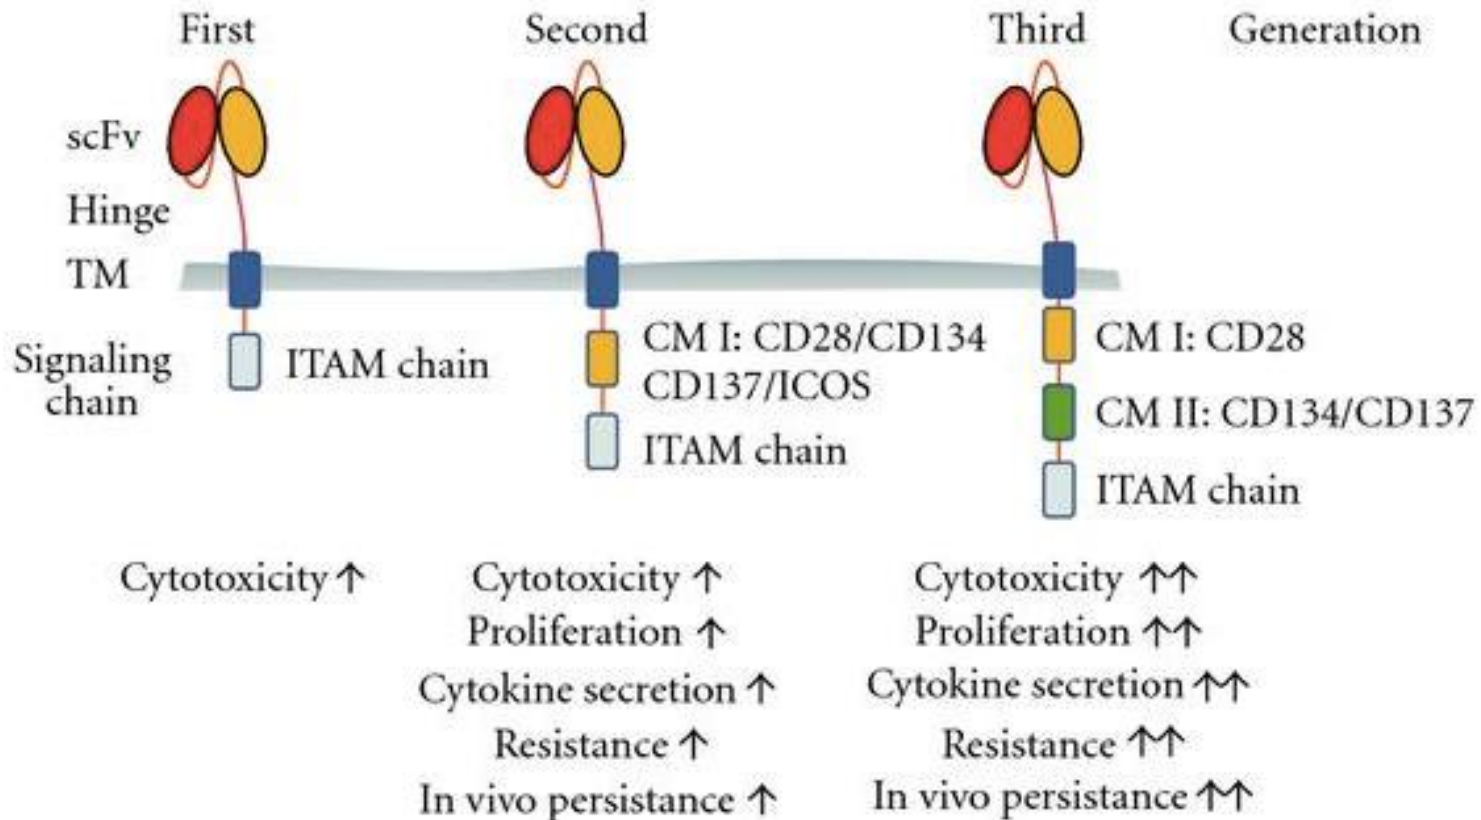 First Second Third Generation
scFv
Hinge
TM
Signaling
chain
ITAM chain
CM I: CD28/CD134
CD137/ICOS
ITAM chain
CM I: CD28
CM II: CD134/CD137
ITAM chain
Cytotoxicity ↑
Proliferation ↑
Cytokine secretion ↑
Resistance ↑
In vivo persistance ↑
Cytotoxicity ↑
Cytotoxicity ↑↑
Proliferation ↑↑
Cytokine secretion ↑↑
Resistance ↑↑
In vivo persistance ↑↑